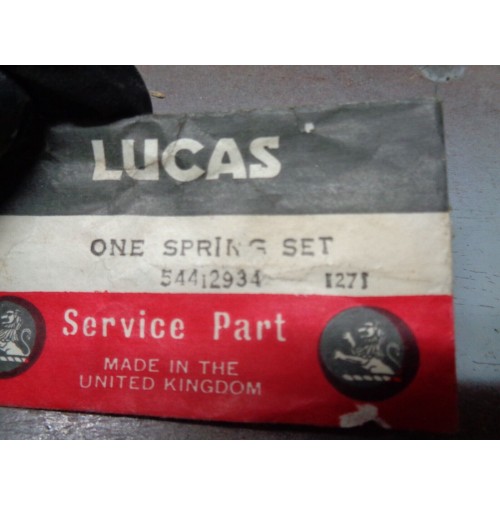 LUCAS
ONE SPRING SET
54412934 [27]
Service Part
MADE IN THE
UNITED KINGDOM